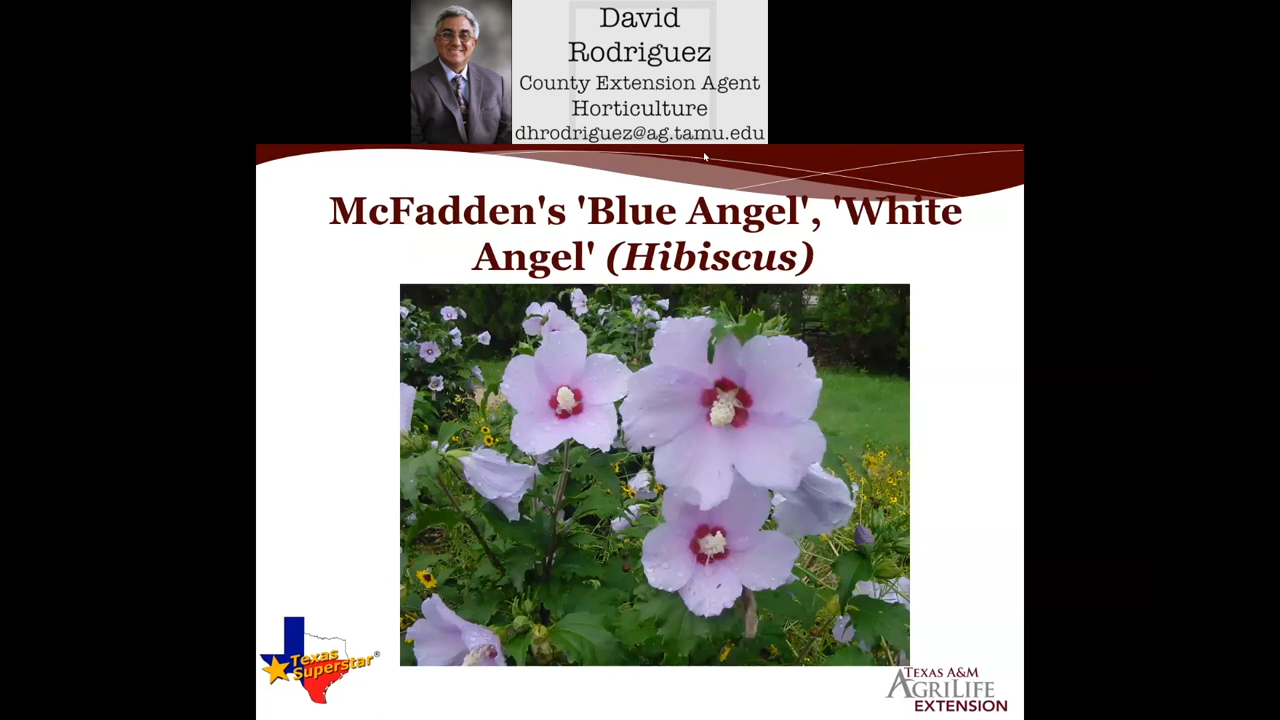 David
Rodriguez
County Extension Agent
Horticulture
dhrodriguez@ag.tamu.edu
McFadden's 'Blue Angel', 'White
Angel' (Hibiscus)
Texas
Superstar®
TEXAS A&M
AGRILIFE
EXTENSION